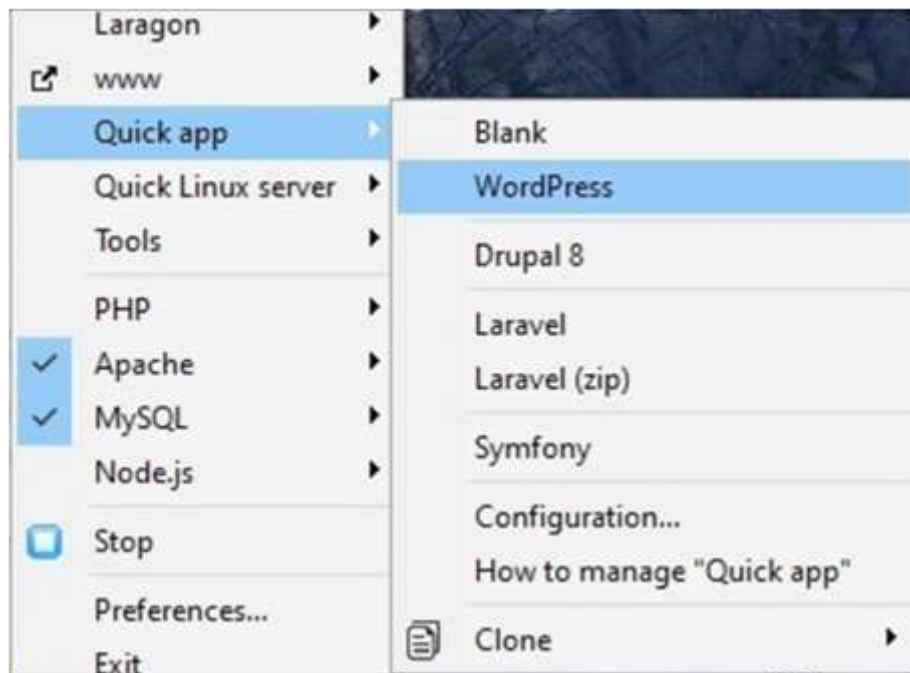 Laragon
www
Quick app
Quick Linux server
Tools
PHP
Apache
MySQL
Node.js
Stop
Preferences...
Exit
Blank
WordPress
Drupal 8
Laravel
Laravel (zip)
Symfony
Configuration...
How to manage "Quick app"
Clone